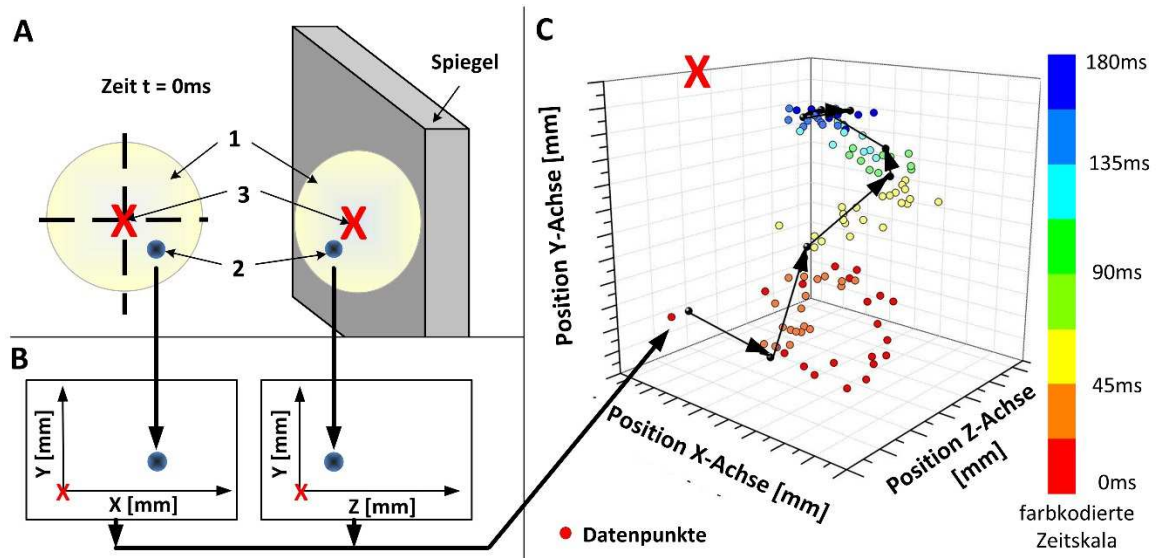 A
Zeit t = 0ms
Spiegel
1
3
X
X
2
B
Y [mm]
X
X [mm]
Y [mm]
X
Z [mm]
C
X
Position Y-Achse [mm]
Position X-Achse [mm]
Position Z-Achse
[mm]
Datenpunkte
180ms
135ms
90ms
45ms
0ms
farbkodierte
Zeitskala